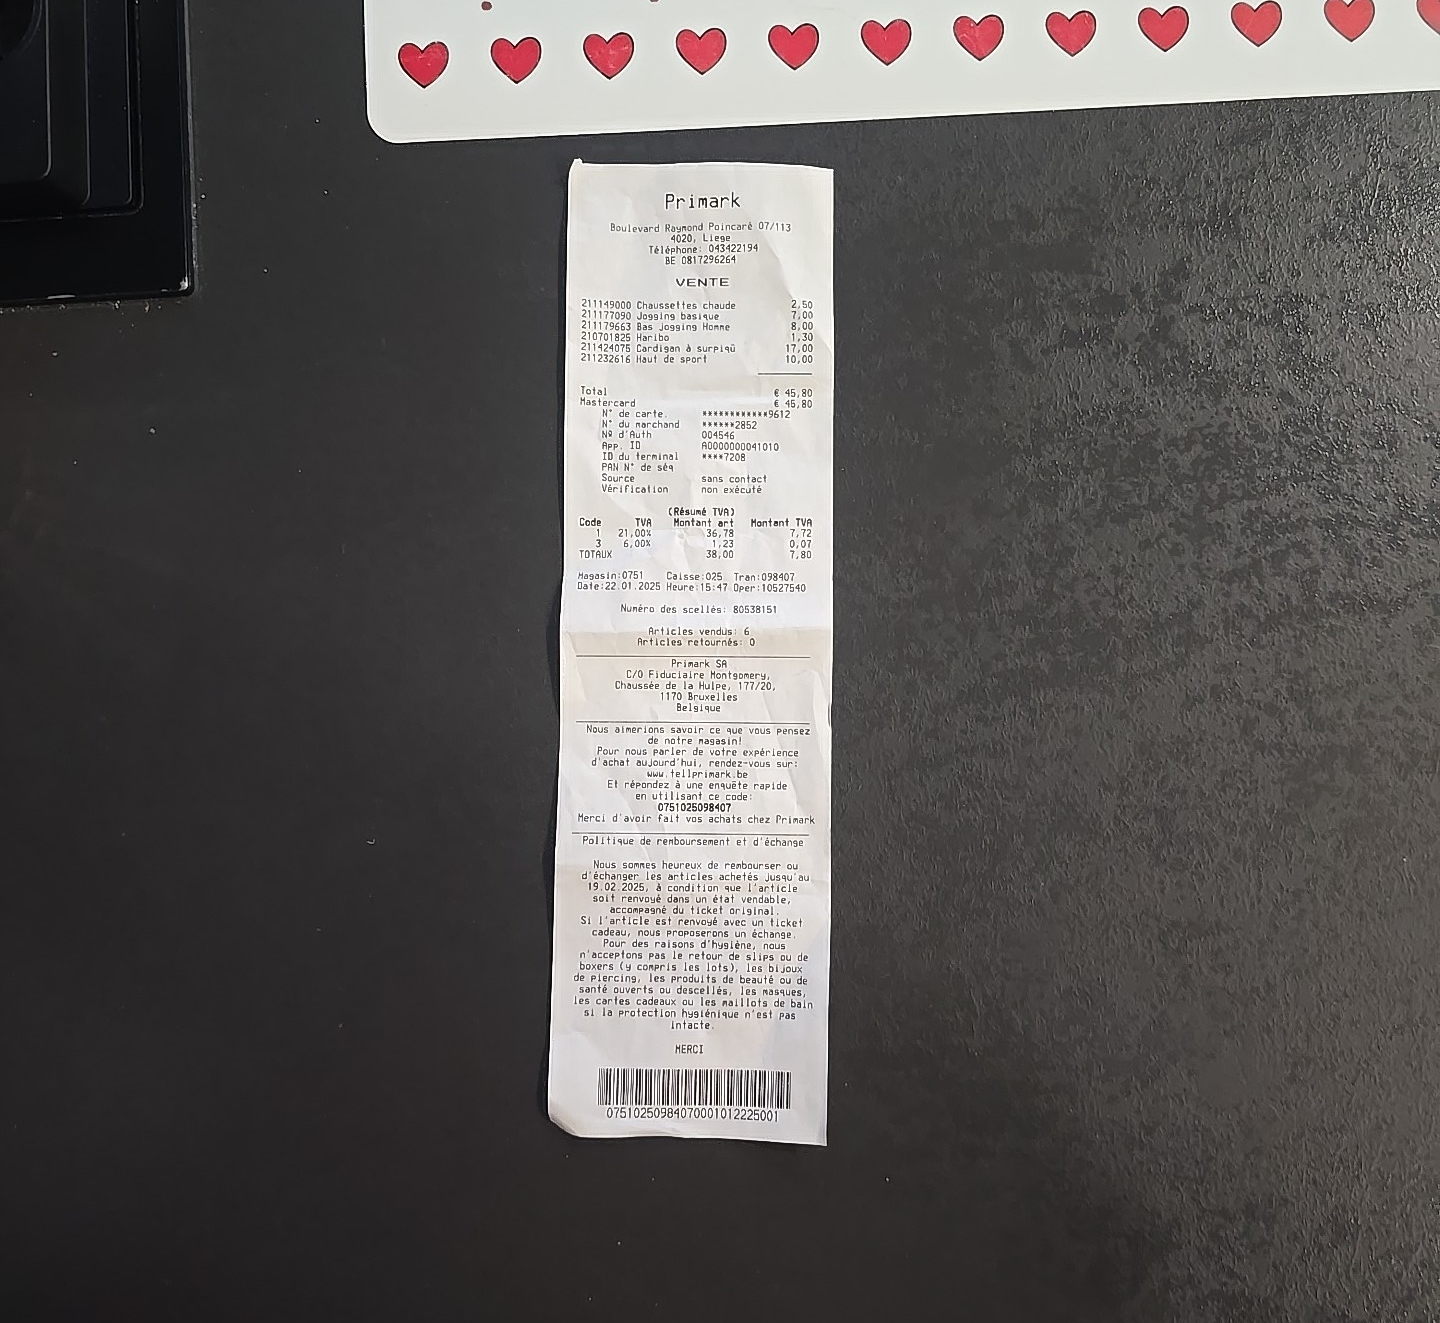 Primark
Boulevard Raymond Poincaré 07/113
4020, Liege
Téléphone: 043422194
BE 0817296264
VENTE
211149000 Chaussettes chaude 2,50
211177090 Jogging basique 7,00
211179663 Bas Jogging Homme 8,00
210701825 Haribo 1,30
211424075 Cardigan à surpiqû 17,00
211232616 Haut de sport 10,00
Total € 45,80
Mastercard € 45,80
N° de carte. ************9612
N° du marchand ******2852
Nº d'Auth 004546
App. ID A0000000041010
ID du terminal ****7208
PAN N° de séq
Source sans contact
Vérification non exécuté
(Résumé TVA)
Code TVA Montant art Montant TVA
1 21,00% 36,78 7,72
3 6,00% 1,23 0,07
TOTAUX 38,00 7,80
Magasin:0751 Caisse:025 Tran:098407
Date:22.01.2025 Heure:15:47 Oper:10527540
Numéro des scellés: 80538151
Articles vendus: 6
Articles retournés: 0
Primark SA
C/O Fiduciaire Montgomery,
Chaussée de la Hulpe, 177/20,
1170 Bruxelles
Belgique
Nous aimerions savoir ce que vous pensez
de notre magasin!
Pour nous parler de votre expérience
d'achat aujourd'hui, rendez-vous sur:
www.tellprimark.be
Et répondez à une enquête rapide
en utilisant ce code:
0751025098407
Merci d'avoir fait vos achats chez Primark
Politique de remboursement et d'échange
Nous sommes heureux de rembourser ou
d'échanger les articles achetés jusqu'au
19.02.2025, à condition que l'article
soit renvoyé dans un état vendable,
accompagné du ticket original.
Si l'article est renvoyé avec un ticket
cadeau, nous proposerons un échange.
Pour des raisons d'hygiène, nous
n'acceptons pas le retour de slips ou de
boxers (y compris les lots), les bijoux
de piercing, les produits de beauté ou de
santé ouverts ou descellés, les masques,
les cartes cadeaux ou les maillots de bain
si la protection hygiénique n'est pas
intacte.
MERCI
07510250984070001012225001